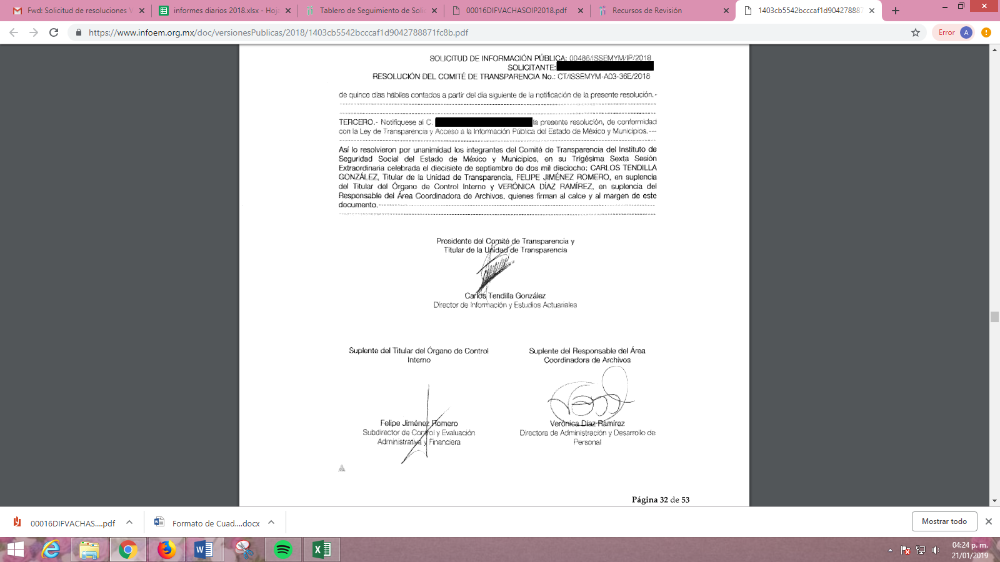 Fwd: Solicitud de resoluciones V
informes diarios 2018.xlsx - Hoja
Tablero de Seguimiento de Solic
00016DIFVACHASOIP2018.pdf
Recursos de Revisión
1403cb5542bcccaf1d9042788871
https://www.infoem.org.mx/doc/versionesPublicas/2018/1403cb5542bcccaf1d9042788871fc8b.pdf
Error A
SOLICITUD DE INFORMACIÓN PÚBLICA: 00486/ISSEMYM/IP/2018
SOLICITANTE:
RESOLUCIÓN DEL COMITÉ DE TRANSPARENCIA No.: CT/ISSEMYM-A03-36E/2018
de quince días hábiles contados a partir del día siguiente de la notificación de la presente resolución.-
TERCERO.- Notifíquese al C. la presente resolución, de conformidad
con la Ley de Transparencia y Acceso a la Información Pública del Estado de México y Municipios.---
Así lo resolvieron por unanimidad los integrantes del Comité de Transparencia del Instituto de
Seguridad Social del Estado de México y Municipios, en su Trigésima Sexta Sesión
Extraordinaria celebrada el diecisiete de septiembre de dos mil dieciocho: CARLOS TENDILLA
GONZÁLEZ, Titular de la Unidad de Transparencia, FELIPE JIMÉNEZ ROMERO, en suplencia
del Titular del Órgano de Control Interno y VERÓNICA DÍAZ RAMÍREZ, en suplencia del
Responsable del Área Coordinadora de Archivos, quienes firman al calce y al margen de este
documento.
Presidente del Comité de Transparencia y
Titular de la Unidad de Transparencia
Carlos Tendilla González
Director de Información y Estudios Actuariales
Suplente del Titular del Órgano de Control
Interno
Felipe Jiménez Romero
Subdirector de Control y Evaluación
Administrativa y Financiera
Suplente del Responsable del Área
Coordinadora de Archivos
Verónica Díaz Ramírez
Directora de Administración y Desarrollo de
Personal
Página 32 de 53
00016DIFVACHAS....pdf
Formato de Cuad....docx
Mostrar todo
04:24 p. m.
21/01/2019